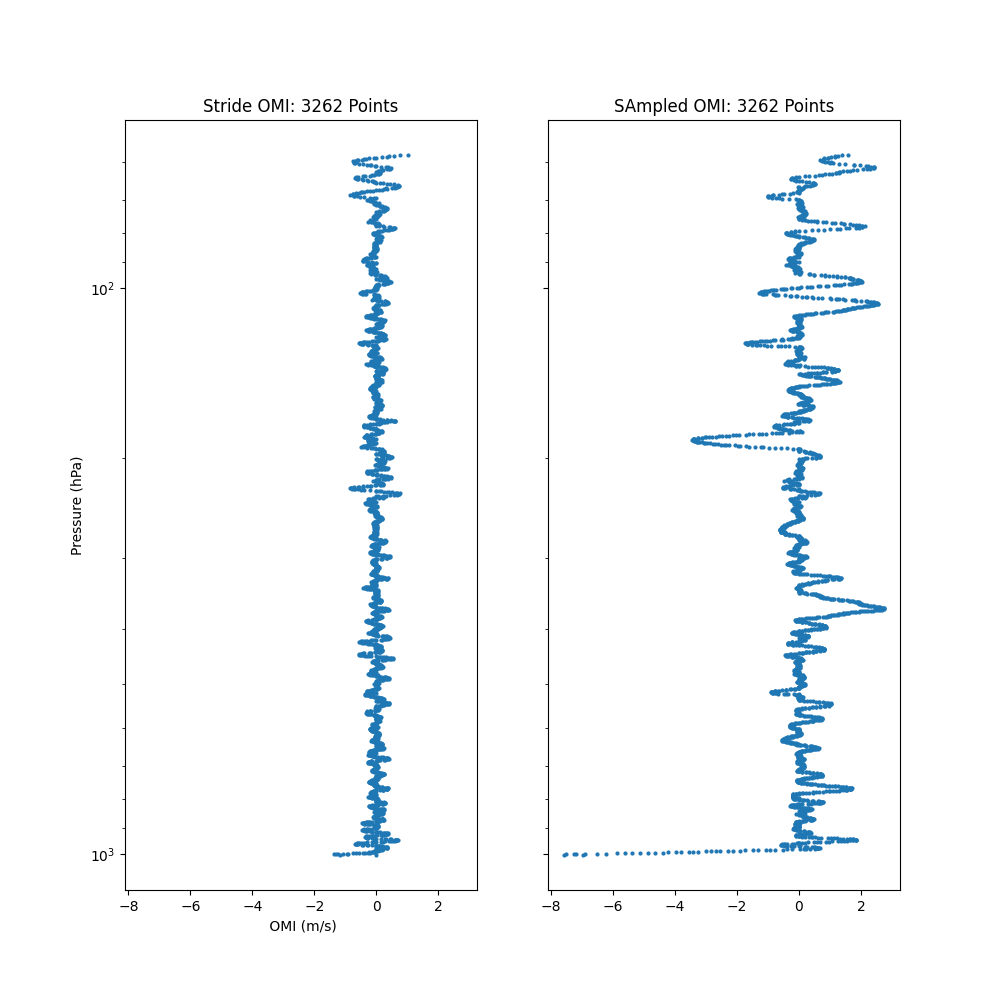 Stride OMI: 3262 Points
SAmpled OMI: 3262 Points
Pressure (hPa)
10²
10³
−8 −6 −4 −2 0 2
−8 −6 −4 −2 0 2
OMI (m/s)